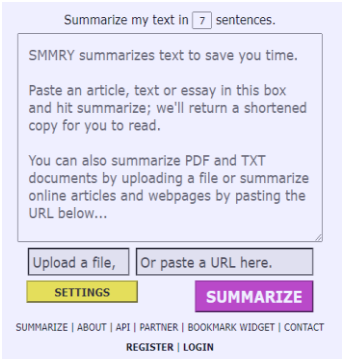 Summarize my text in 7 sentences.
SMMRY summarizes text to save you time.
Paste an article, text or essay in this box
and hit summarize; we'll return a shortened
copy for you to read.
You can also summarize PDF and TXT
documents by uploading a file or summarize
online articles and webpages by pasting the
URL below...
Upload a file, Or paste a URL here.
SETTINGS SUMMARIZE
SUMMARIZE | ABOUT | API | PARTNER | BOOKMARK WIDGET | CONTACT
REGISTER | LOGIN